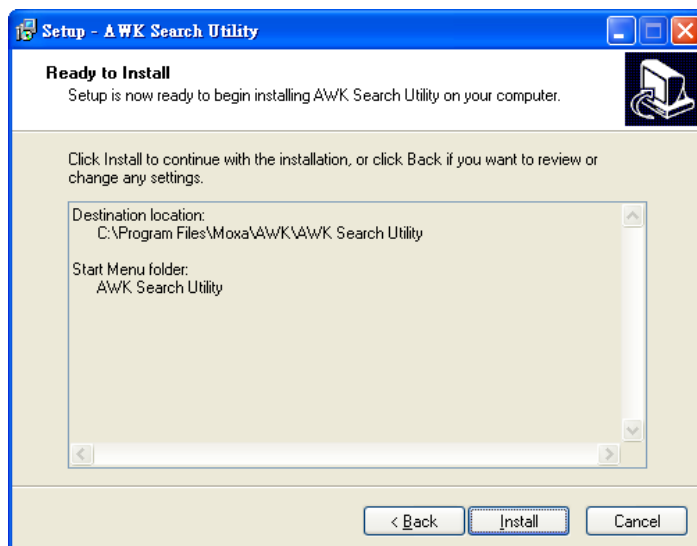 Setup - AWK Search Utility
Ready to Install
Setup is now ready to begin installing AWK Search Utility on your computer.
Click Install to continue with the installation, or click Back if you want to review or
change any settings.
Destination location:
C:\Program Files\Moxa\AWK\AWK Search Utility
Start Menu folder:
AWK Search Utility
< Back
Install
Cancel